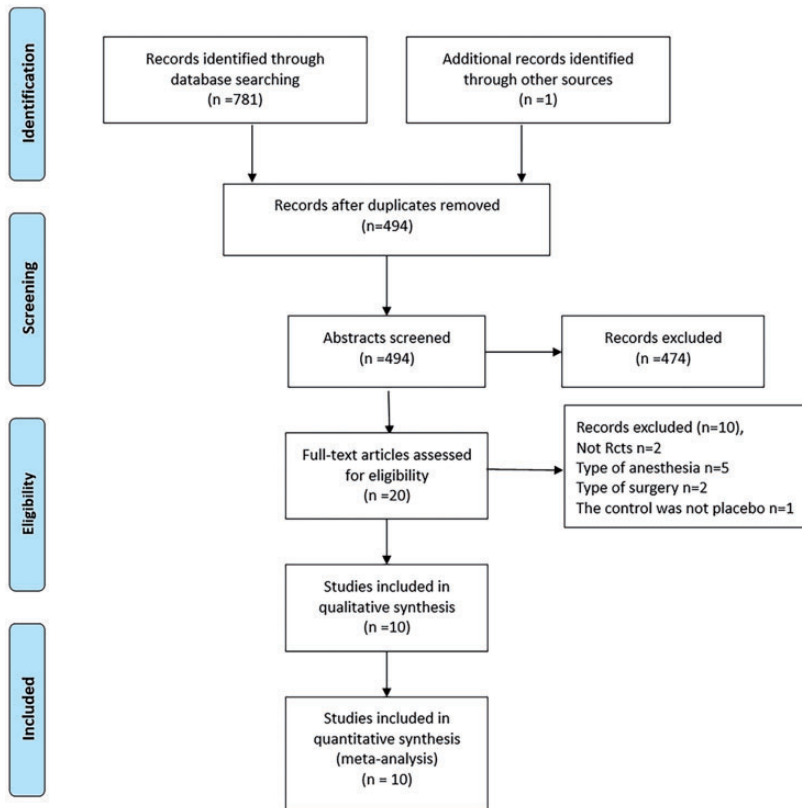 Identification
Records identified through
database searching
(n =781)
Additional records identified
through other sources
(n =1)
Records after duplicates removed
(n=494)
Screening
Abstracts screened
(n =494)
Records excluded
(n =474)
Eligibility
Full-text articles assessed
for eligibility
(n =20)
Records excluded (n=10),
Not Rcts n=2
Type of anesthesia n=5
Type of surgery n=2
The control was not placebo n=1
Studies included in
qualitative synthesis
(n =10)
Included
Studies included in
quantitative synthesis
(meta-analysis)
(n = 10)